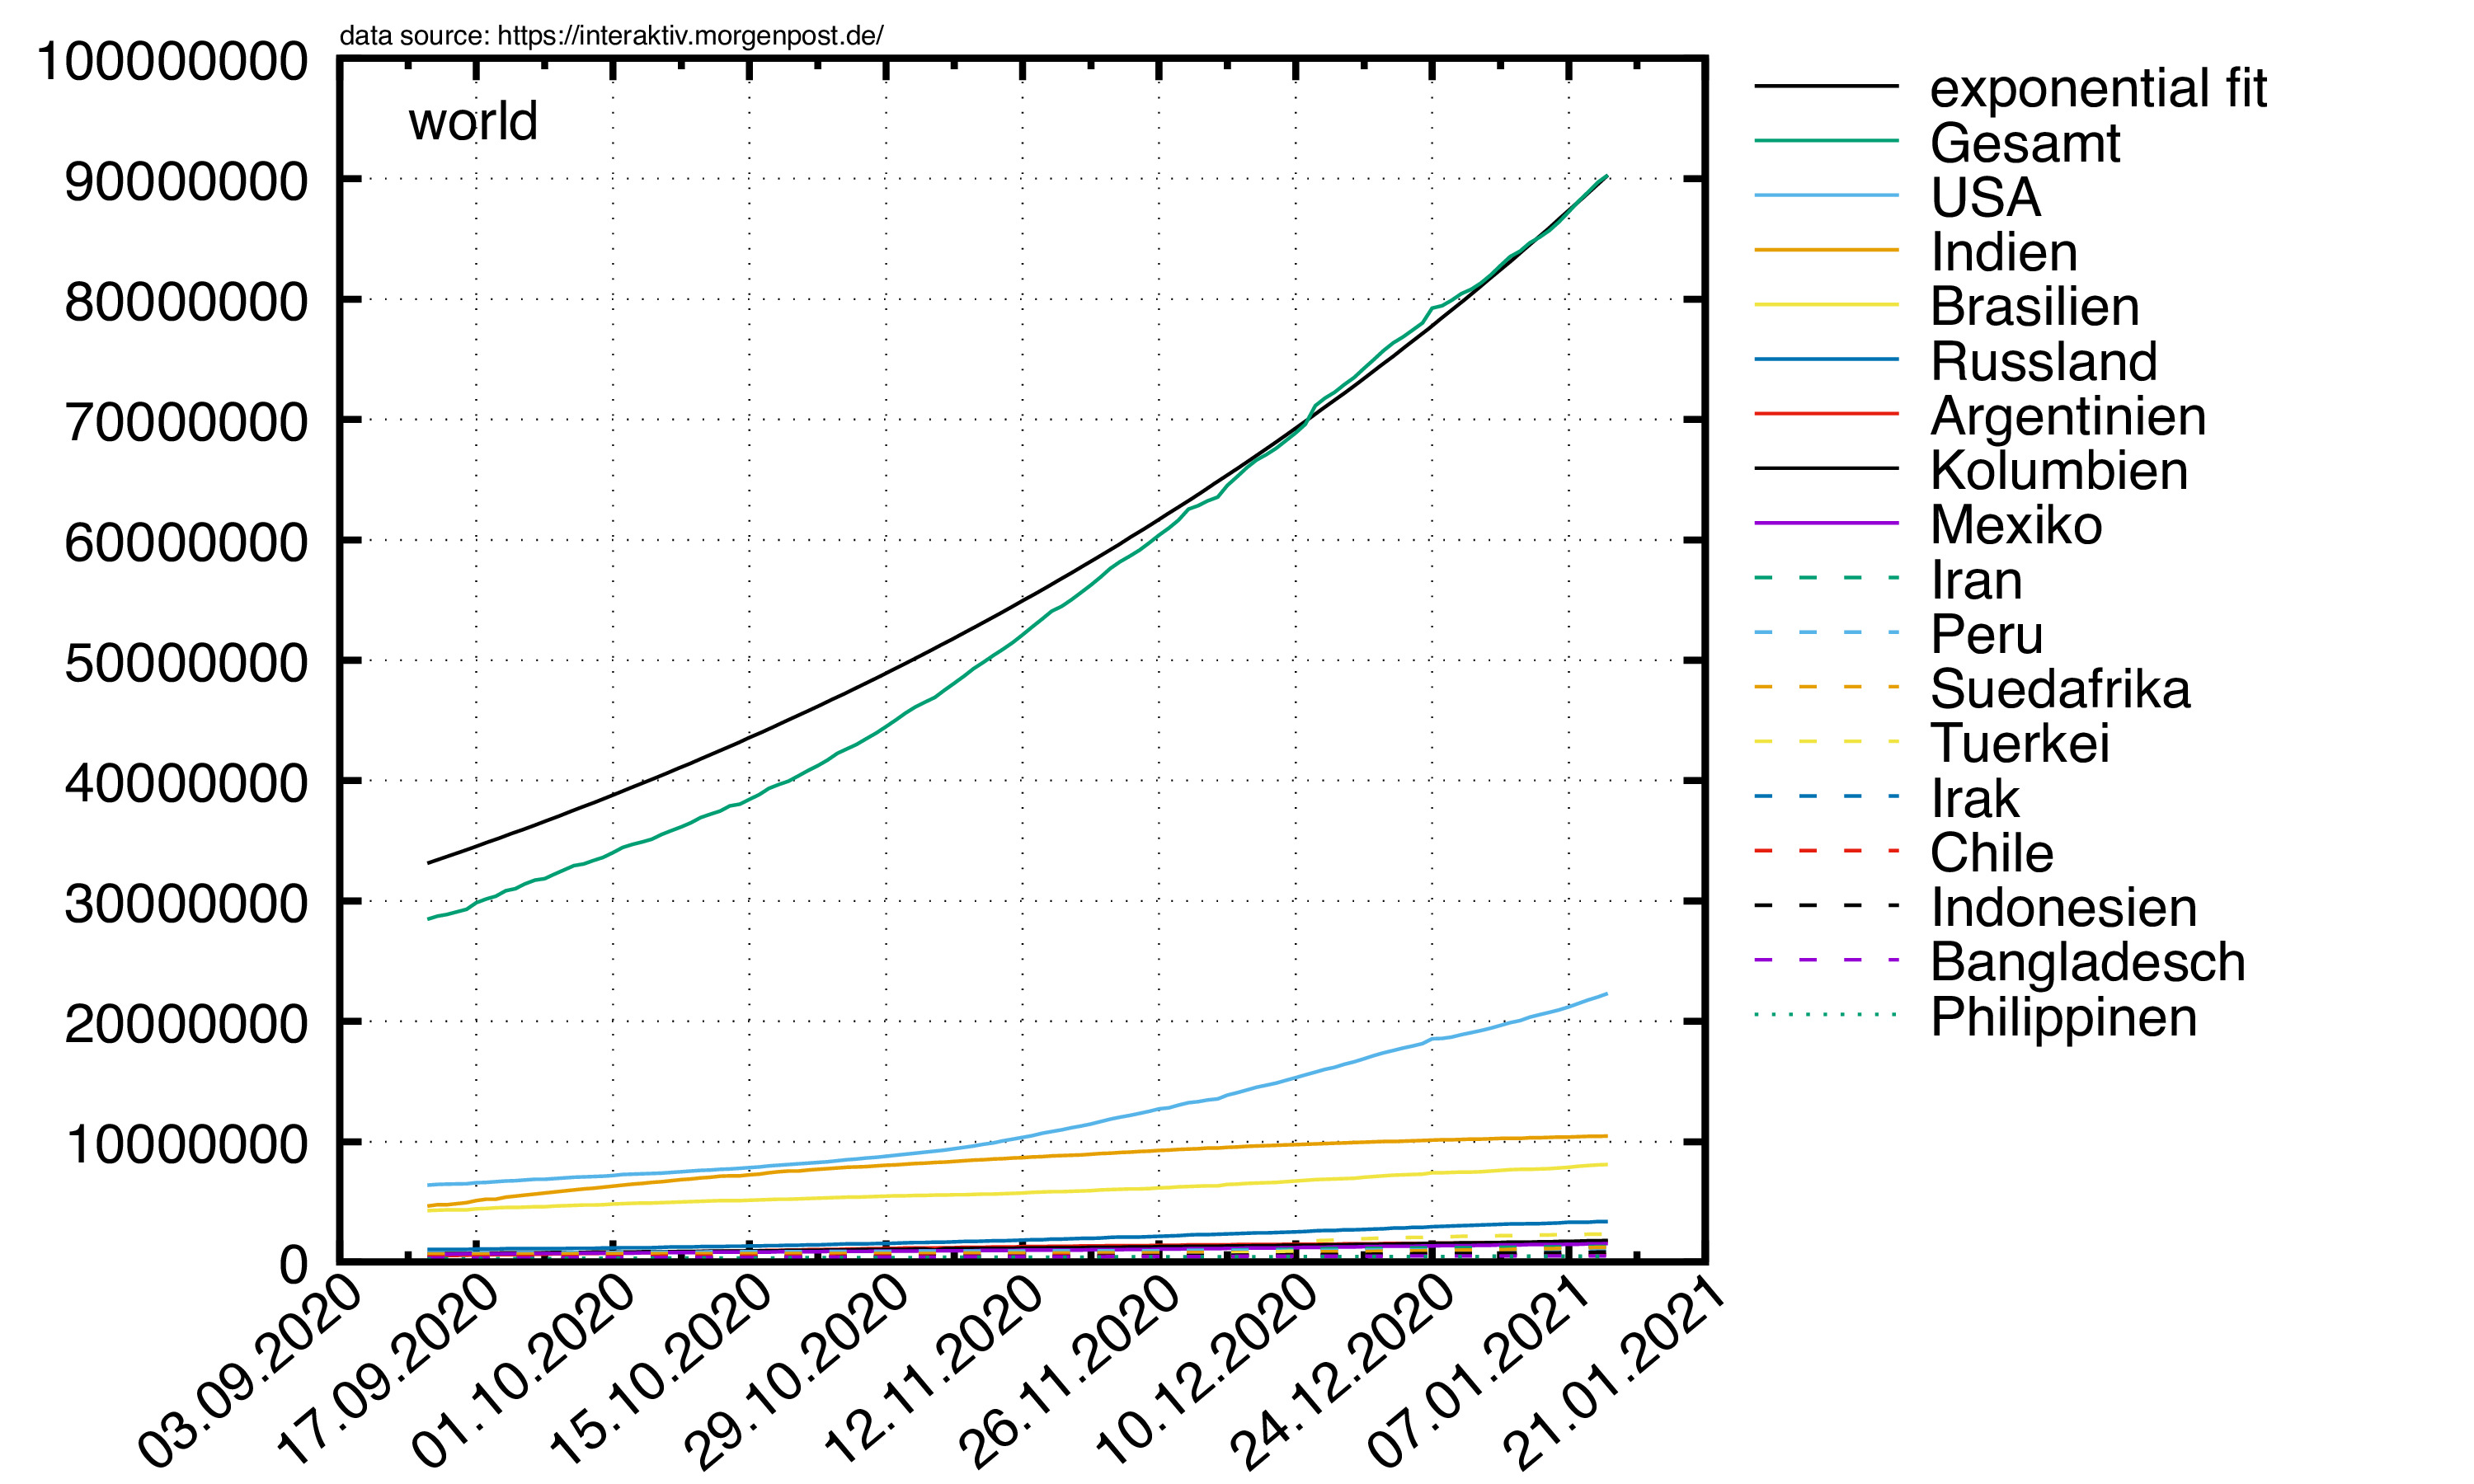 data source: https://interaktiv.morgenpost.de/
world
100000000
90000000
80000000
70000000
60000000
50000000
40000000
30000000
20000000
10000000
0
03.09.2020
17.09.2020
01.10.2020
15.10.2020
29.10.2020
12.11.2020
26.11.2020
10.12.2020
24.12.2020
07.01.2021
21.01.2021
exponential fit
Gesamt
USA
Indien
Brasilien
Russland
Argentinien
Kolumbien
Mexiko
Iran
Peru
Suedafrika
Tuerkei
Irak
Chile
Indonesien
Bangladesch
Philippinen